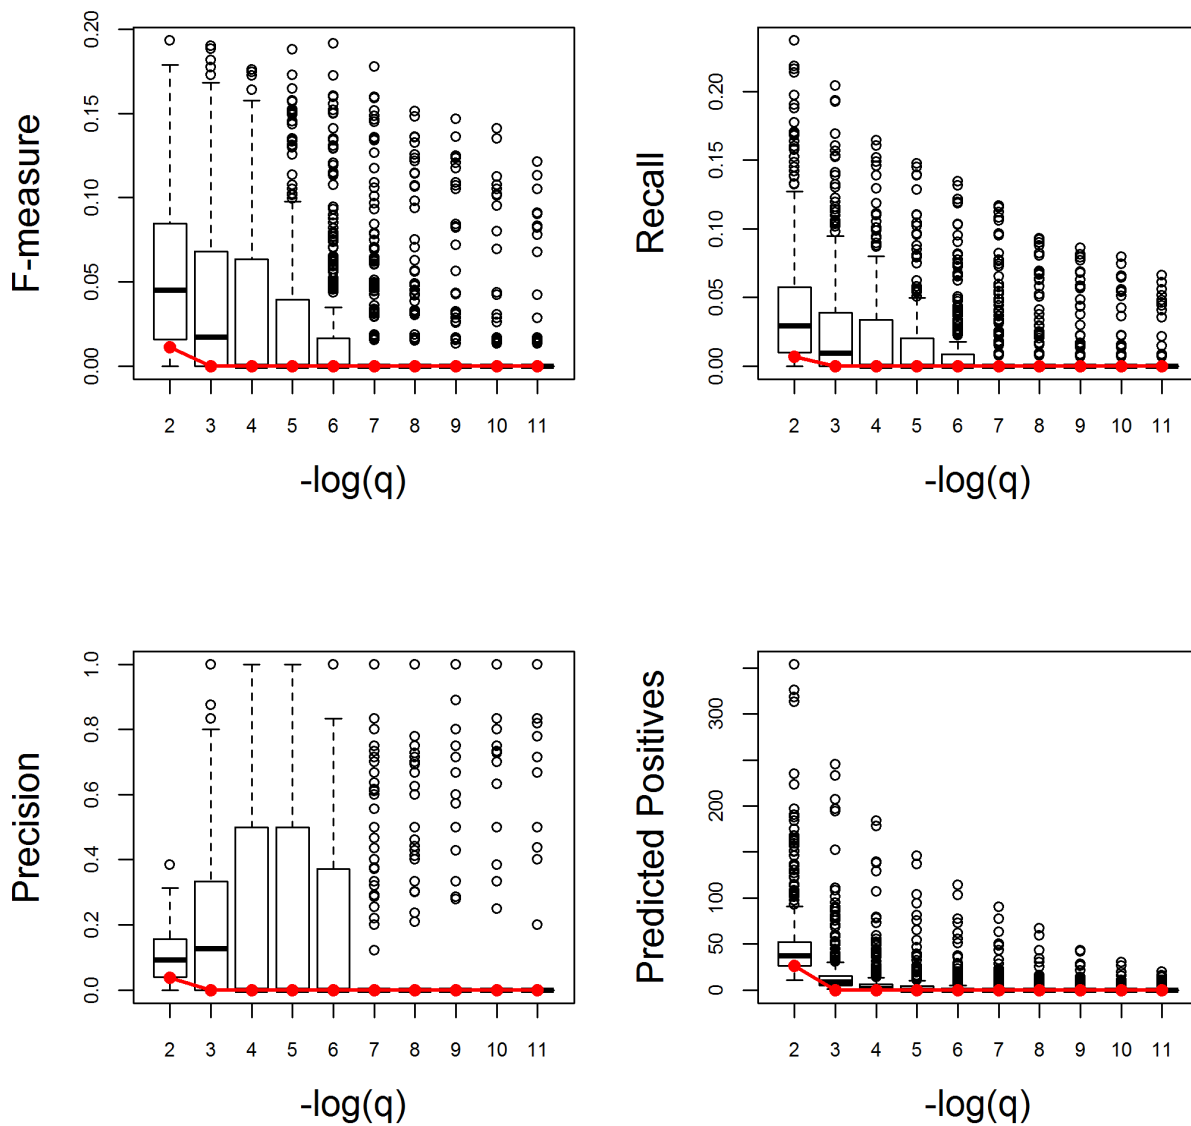 F-measure
0.00 0.05 0.10 0.15 0.20
2 3 4 5 6 7 8 9 10 11
-log(q)
Recall
0.00 0.05 0.10 0.15 0.20
2 3 4 5 6 7 8 9 10 11
-log(q)
Precision
0.0 0.2 0.4 0.6 0.8 1.0
2 3 4 5 6 7 8 9 10 11
-log(q)
Predicted Positives
0 50 100 200 300
2 3 4 5 6 7 8 9 10 11
-log(q)